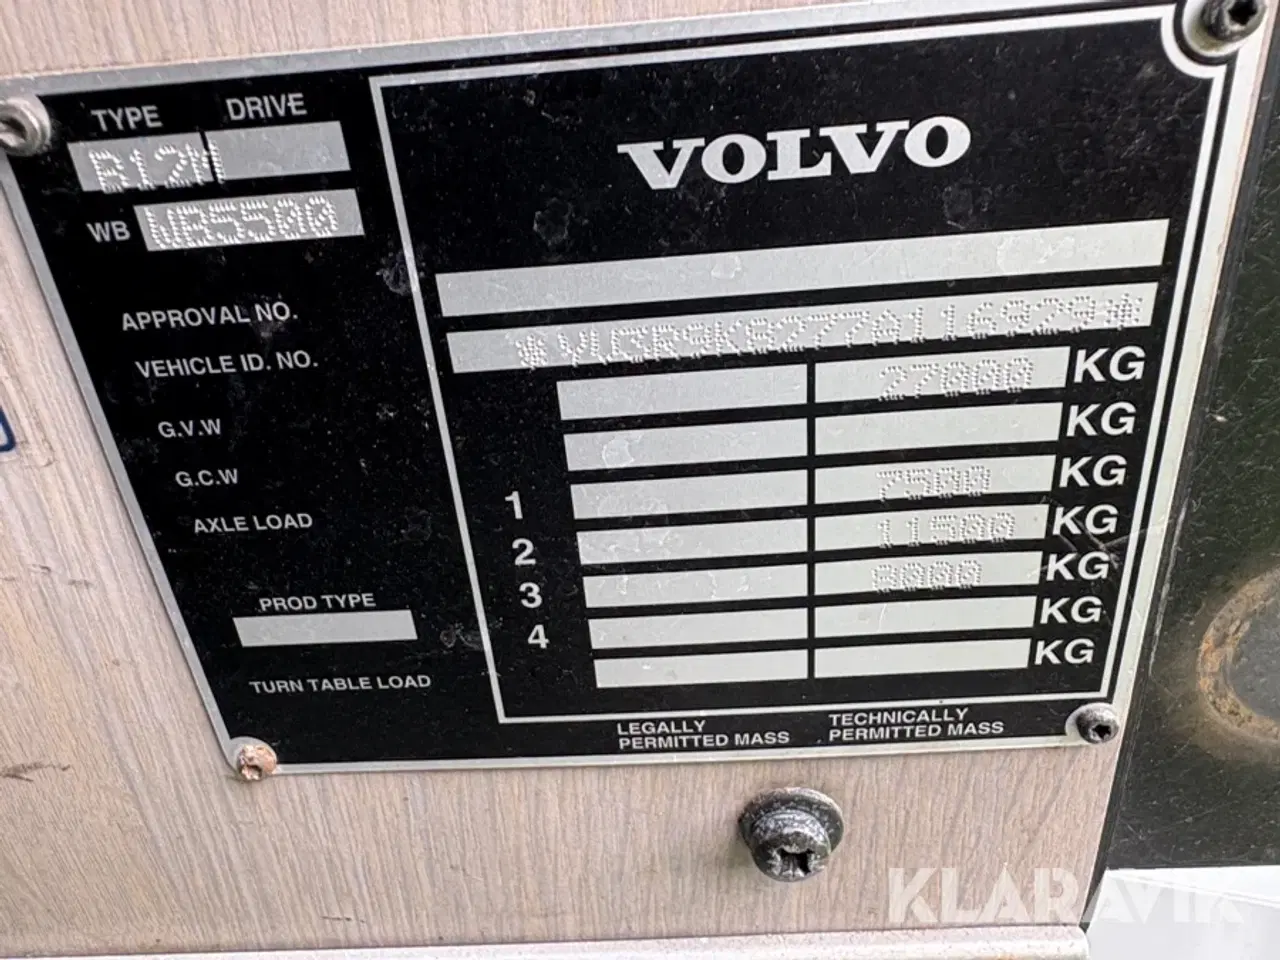 TYPE DRIVE
B12M
WB WB5500
VOLVO
APPROVAL NO.
VEHICLE ID. NO. *YV3R9K8277A116929*
G.V.W 27000 KG
G.C.W KG
AXLE LOAD 1 7500 KG
2 11500 KG
3 8000 KG
4 KG
PROD TYPE
TURN TABLE LOAD KG
LEGALLY PERMITTED MASS
TECHNICALLY PERMITTED MASS
KLARAVIK